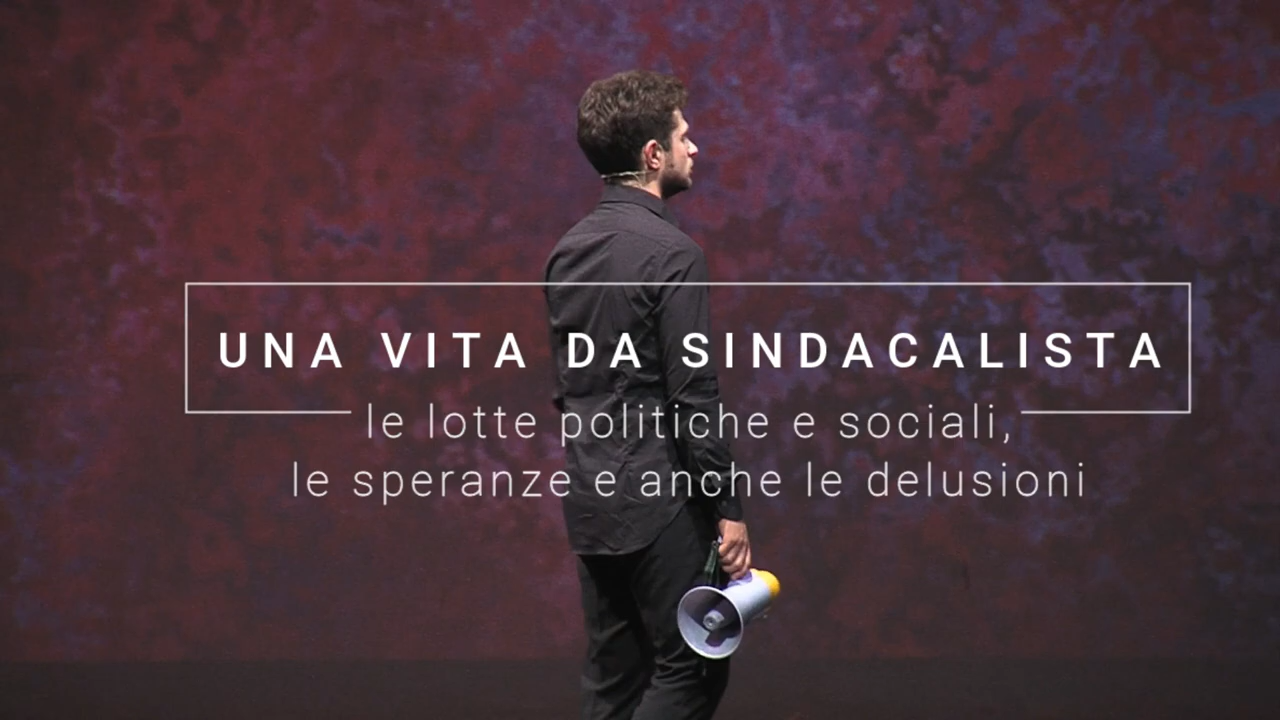 UNA VITA DA SINDACALISTA
le lotte politiche e sociali,
le speranze e anche le delusioni